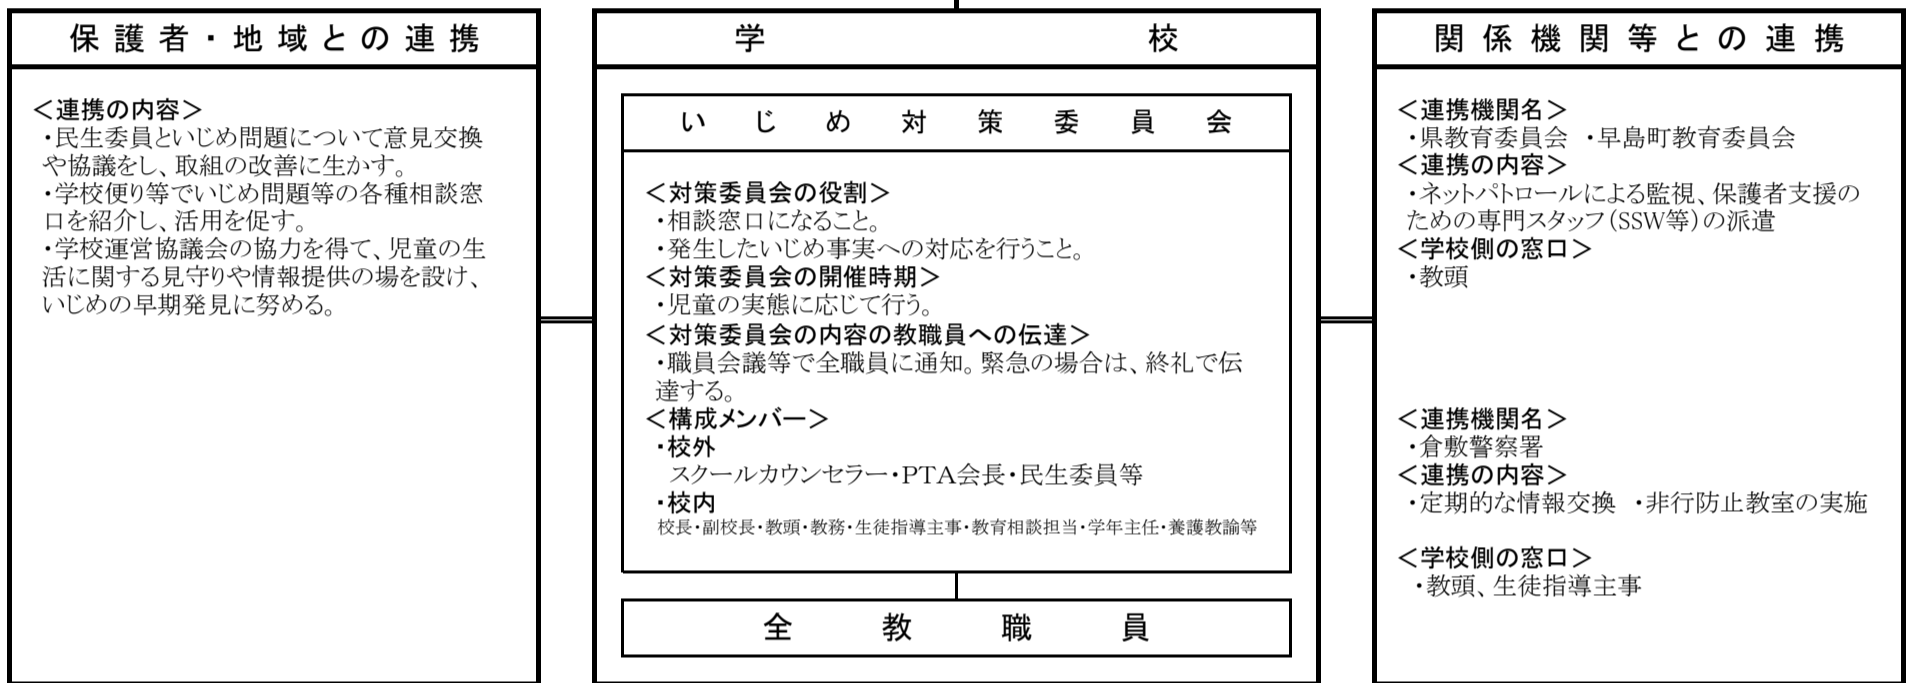 保護者・地域との連携
＜連携の内容＞
・民生委員といじめ問題について意見交換
や協議をし、取組の改善に生かす。
・学校便り等でいじめ問題等の各種相談窓
口を紹介し、活用を促す。
・学校運営協議会の協力を得て、児童の生
活に関する見守りや情報提供の場を設け、
いじめの早期発見に努める。
学校
いじめ対策委員会
＜対策委員会の役割＞
・相談窓口になること。
・発生したいじめ事実への対応を行うこと。
＜対策委員会の開催時期＞
・児童の実態に応じて行う。
＜対策委員会の内容の教職員への伝達＞
・職員会議等で全職員に通知。緊急の場合は、終礼で伝
達する。
＜構成メンバー＞
・校外
スクールカウンセラー・PTA会長・民生委員等
・校内
校長・副校長・教頭・教務・生徒指導主事・教育相談担当・学年主任・養護教諭等
全教職員
関係機関等との連携
＜連携機関名＞
・県教育委員会　・早島町教育委員会
＜連携の内容＞
・ネットパトロールによる監視、保護者支援の
ための専門スタッフ（SSW等）の派遣
＜学校側の窓口＞
・教頭
＜連携機関名＞
・倉敷警察署
＜連携の内容＞
・定期的な情報交換　・非行防止教室の実施
＜学校側の窓口＞
・教頭、生徒指導主事